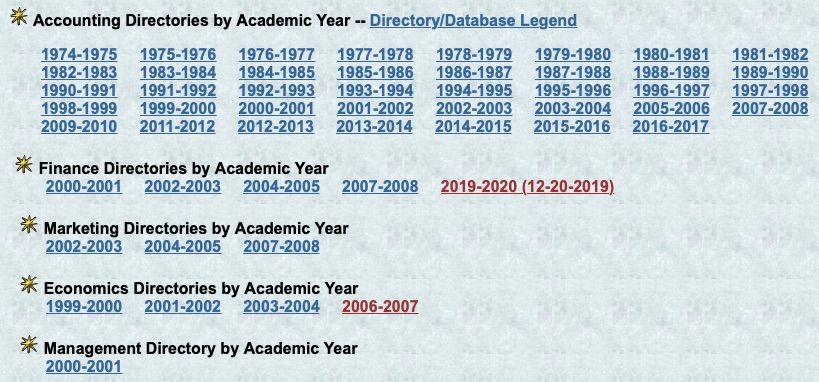 Accounting Directories by Academic Year -- Directory/Database Legend
1974-1975 1975-1976 1976-1977 1977-1978 1978-1979 1979-1980 1980-1981 1981-1982
1982-1983 1983-1984 1984-1985 1985-1986 1986-1987 1987-1988 1988-1989 1989-1990
1990-1991 1991-1992 1992-1993 1993-1994 1994-1995 1995-1996 1996-1997 1997-1998
1998-1999 1999-2000 2000-2001 2001-2002 2002-2003 2003-2004 2005-2006 2007-2008
2009-2010 2011-2012 2012-2013 2013-2014 2014-2015 2015-2016 2016-2017
Finance Directories by Academic Year
2000-2001 2002-2003 2004-2005 2007-2008 2019-2020 (12-20-2019)
Marketing Directories by Academic Year
2002-2003 2004-2005 2007-2008
Economics Directories by Academic Year
1999-2000 2001-2002 2003-2004 2006-2007
Management Directory by Academic Year
2000-2001